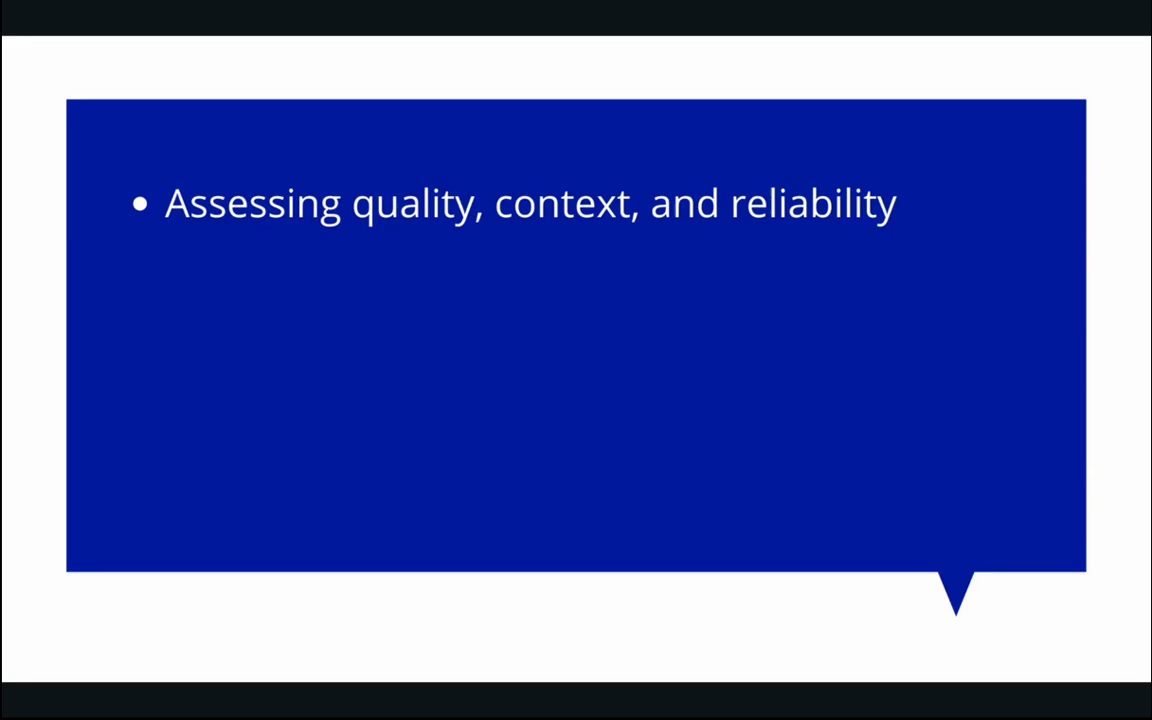 • Assessing quality, context, and reliability